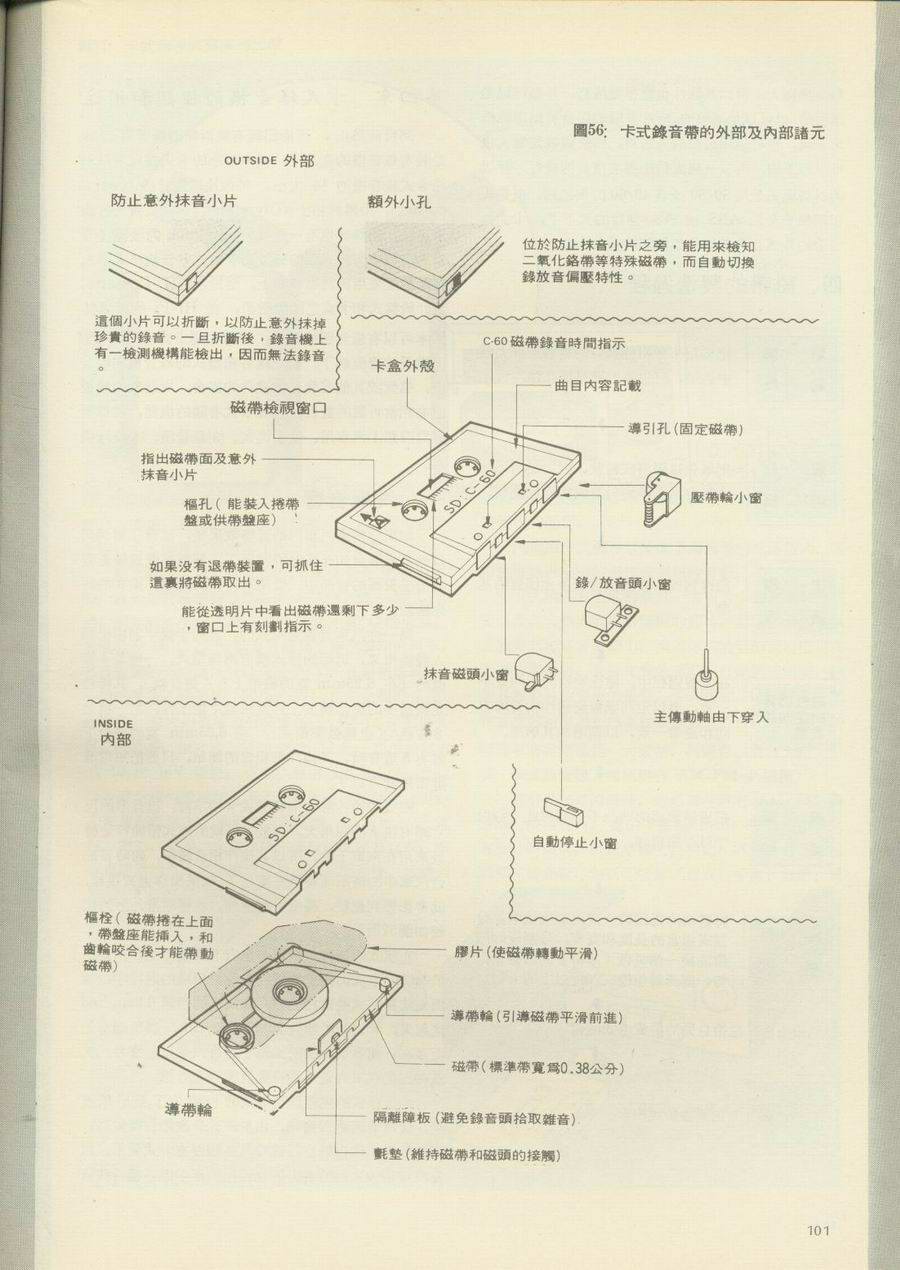 圖56: 卡式錄音帶的外部及內部諸元
OUTSIDE 外部
防止意外抹音小片
這個小片可以折斷，以防止意外抹掉
珍貴的錄音。一旦折斷後，錄音機上
有一檢測機構能檢出，因而無法錄音
。
額外小孔
位於防止抹音小片之旁，能用來檢知
二氧化鉻帶等特殊磁帶，而自動切換
錄放音偏壓特性。
C-60 磁帶錄音時間指示
卡盒外殼
曲目內容記載
磁帶檢視窗口
導引孔(固定磁帶)
指出磁帶面及意外
抹音小片
壓帶輪小窗
樞孔( 能裝入捲帶
盤或供帶盤座)
SD: C-60
如果没有退帶裝置，可抓住
這裏將磁帶取出。
錄/放音頭小窗
能從透明片中看出磁帶還剩下多少
，窗口上有刻劃指示。
抹音磁頭小窗
主傳動軸由下穿入
INSIDE
內部
SD: C-60
自動停止小窗
樞栓( 磁帶捲在上面
，帶盤座能挿入，和
齒輪咬合後才能帶動
磁帶)
膠片(使磁帶轉動平滑)
導帶輪(引導磁帶平滑前進)
磁帶(標準帶寬爲0.38公分)
導帶輪
隔離障板(避免錄音頭拾取雜音)
氈墊(維持磁帶和磁頭的接觸)
101